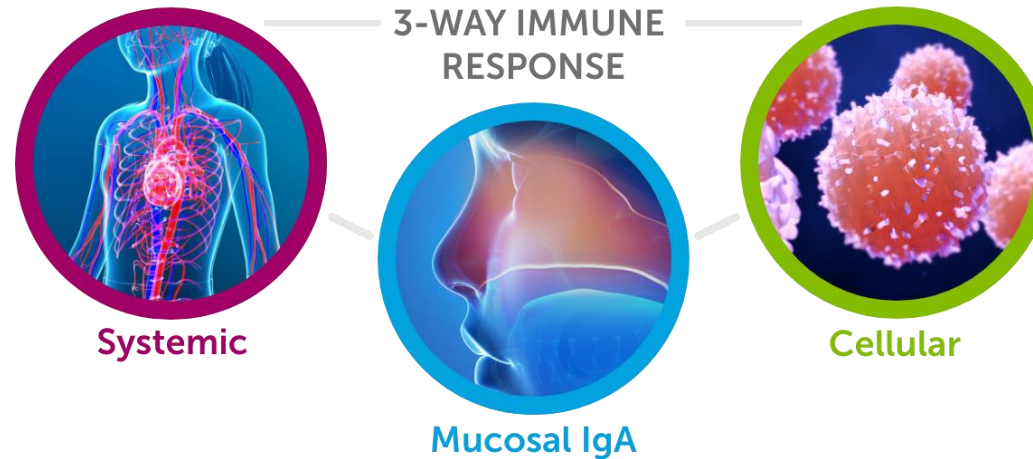 3-WAY IMMUNE
RESPONSE
Systemic
Mucosal IgA
Cellular